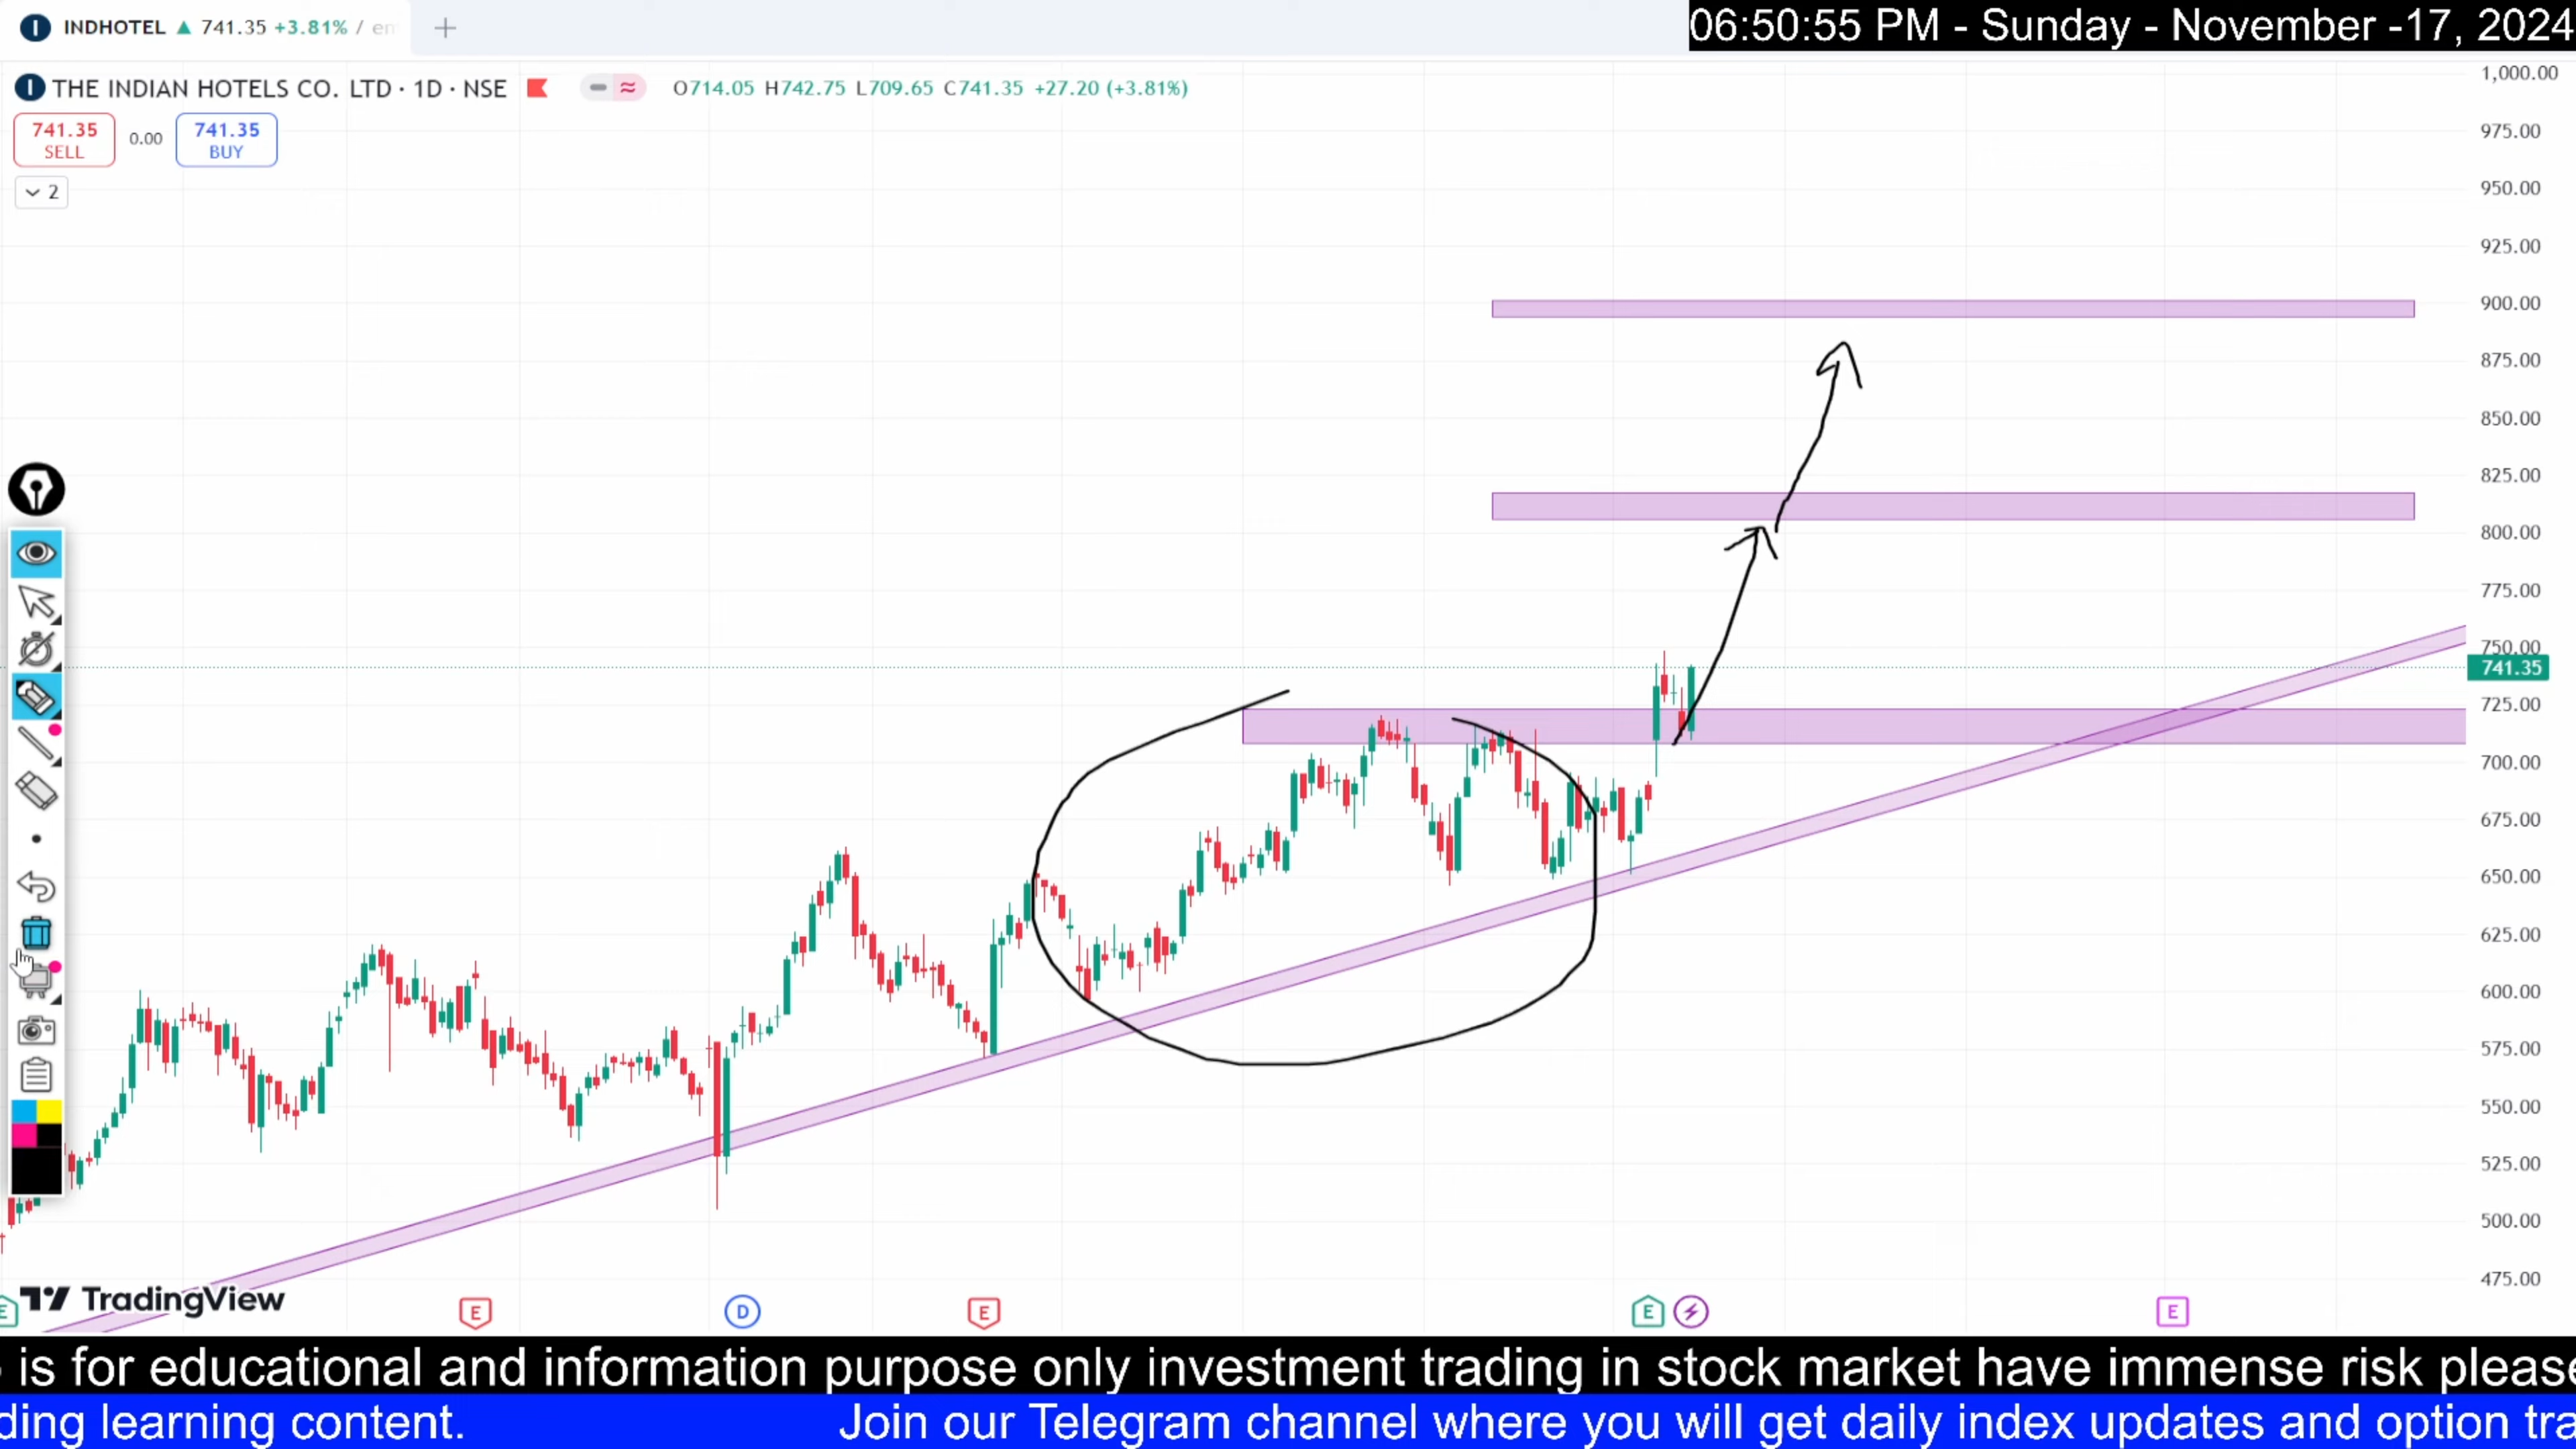 INDHOTEL ▲ 741.35 +3.81% /
06:50:55 PM - Sunday - November -17, 2024
THE INDIAN HOTELS CO. LTD · 1D · NSE O714.05 H742.75 L709.65 C741.35 +27.20 (+3.81%)
741.35 0.00 741.35
SELL BUY
2
1,000.00
975.00
950.00
925.00
900.00
875.00
850.00
825.00
800.00
775.00
750.00
741.35
725.00
700.00
675.00
650.00
625.00
600.00
575.00
550.00
525.00
500.00
475.00
TradingView
E E D E E E
is for educational and information purpose only investment trading in stock market have immense risk please
ding learning content. Join our Telegram channel where you will get daily index updates and option tra